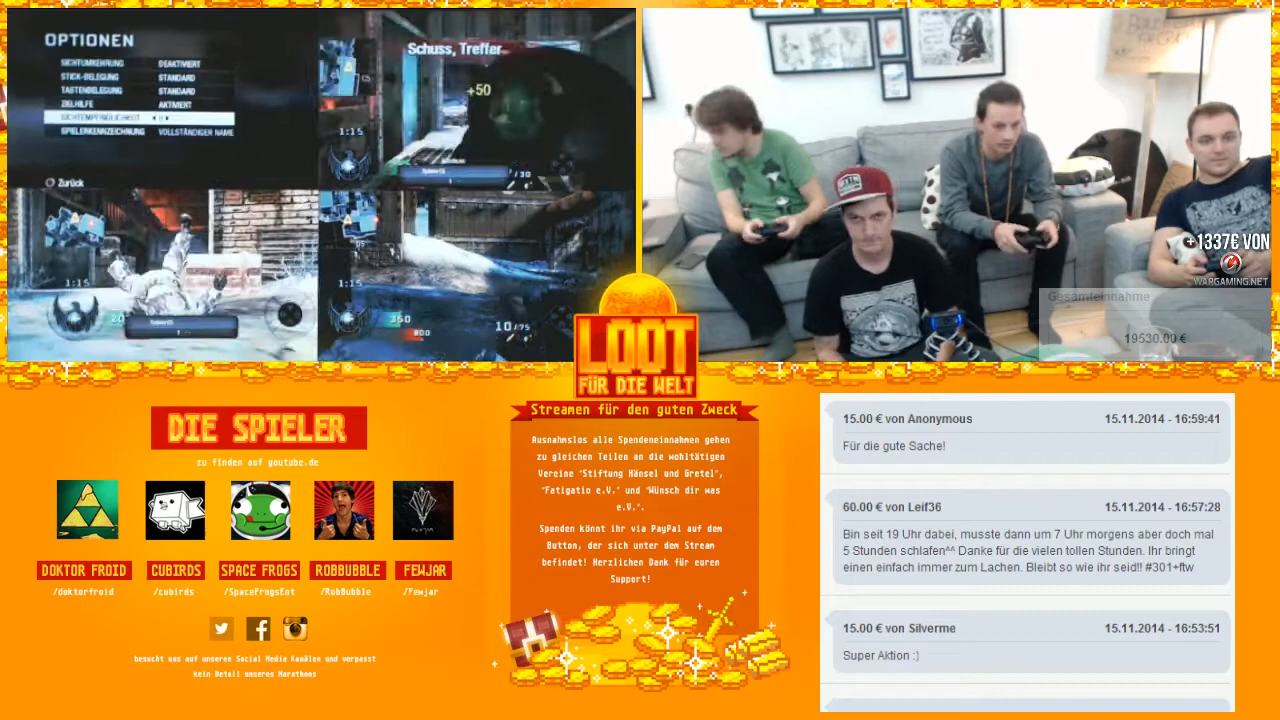 OPTIONEN
SICHTUMKEHRUNG DEAKTIVIERT
STICK-BELEGUNG STANDARD
TASTENBELEGUNG STANDARD
ZIELHILFE AKTIVIERT
SICHTEMPFINDLICHKEIT
SPIELERKENNZEICHNUNG VOLLSTÄNDIGER NAME
Zurück
Schuss, Treffer
+50
1:15
/ 30
1:15
1:15
10/75
+1337€ VON
WARGAMING.NET
Gesamteinnahme
19530.00 €
LOOT
FÜR DIE WELT
Streamen für den guten Zweck
Ausnahmslos alle Spendeneinnahmen gehen
zu gleichen Teilen an die wohltätigen
Vereine "Stiftung Hänsel und Gretel",
"Fatigatio e.V." und "Wünsch dir was
e.V.".
Spenden könnt ihr via PayPal auf dem
Button, der sich unter dem Stream
befindet! Herzlichen Dank für euren
Support!
DIE SPIELER
zu finden auf youtube.de
DOKTOR FROID CUBIRDS SPACE FROGS ROBBUBBLE FEWJAR
/doktorfroid /cubirds /SpaceFrogsEnt /RobBubble /Fewjar
besucht uns auf unseren Social Media Kanälen und verpasst
kein Detail unseres Marathons
15.00 € von Anonymous 15.11.2014 - 16:59:41
Für die gute Sache!
60.00 € von Leif36 15.11.2014 - 16:57:28
Bin seit 19 Uhr dabei, musste dann um 7 Uhr morgens aber doch mal
5 Stunden schlafen^^ Danke für die vielen tollen Stunden. Ihr bringt
einen einfach immer zum Lachen. Bleibt so wie ihr seid!! #301+ftw
15.00 € von Silverme 15.11.2014 - 16:53:51
Super Aktion :)